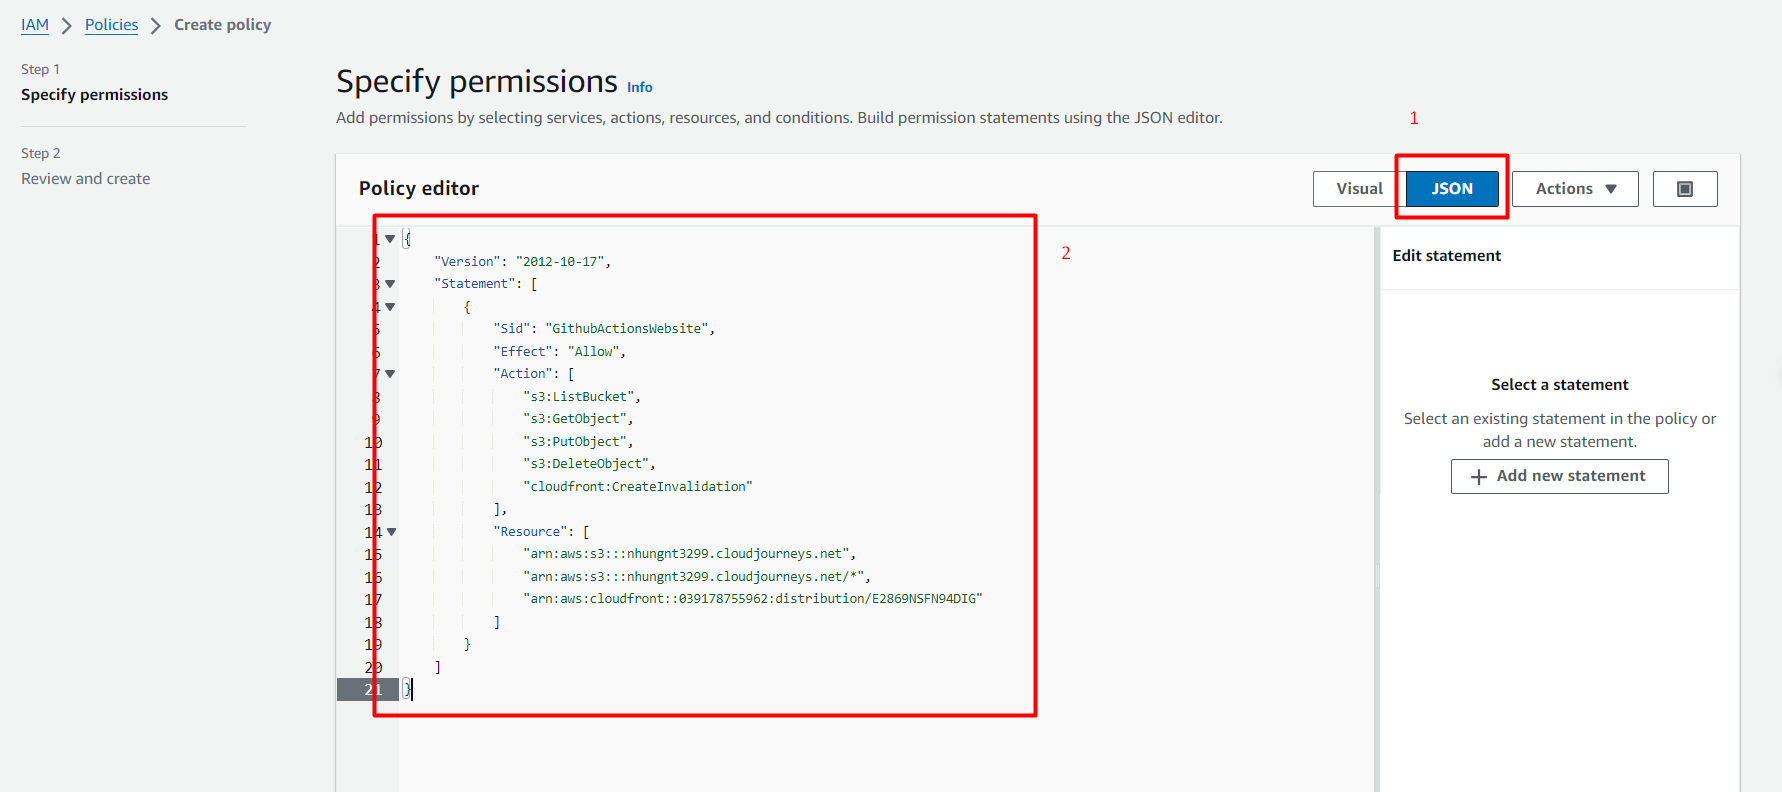 IAM > Policies > Create policy
Step 1
Specify permissions
Step 2
Review and create
Specify permissions Info
Add permissions by selecting services, actions, resources, and conditions. Build permission statements using the JSON editor.
1
Policy editor
Visual JSON Actions
2
1 {
2 "Version": "2012-10-17",
3 "Statement": [
4 {
5 "Sid": "GithubActionsWebsite",
6 "Effect": "Allow",
7 "Action": [
8 "s3:ListBucket",
9 "s3:GetObject",
10 "s3:PutObject",
11 "s3:DeleteObject",
12 "cloudfront:CreateInvalidation"
13 ],
14 "Resource": [
15 "arn:aws:s3:::nhungnt3299.cloudjourneys.net",
16 "arn:aws:s3:::nhungnt3299.cloudjourneys.net/*",
17 "arn:aws:cloudfront::039178755962:distribution/E2869NSFN94DIG"
18 ]
19 }
20 ]
21 }
Edit statement
Select a statement
Select an existing statement in the policy or
add a new statement.
+ Add new statement